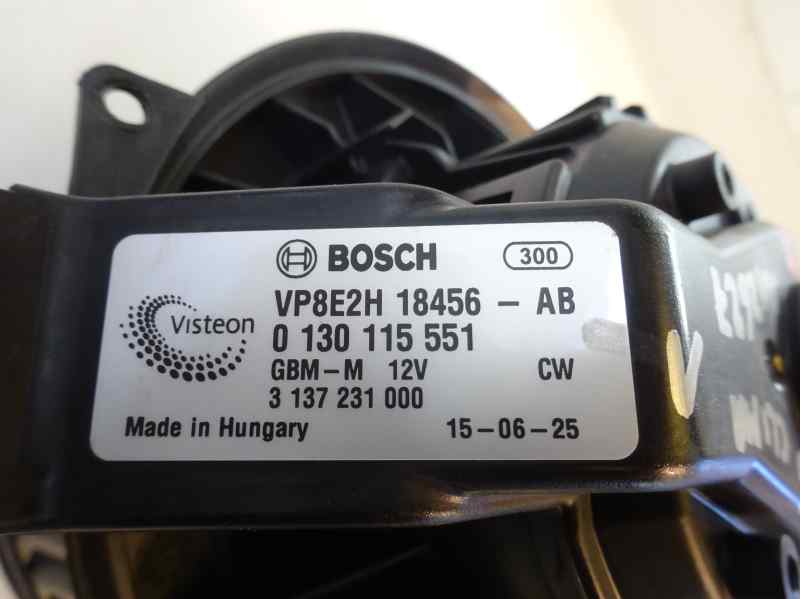 BOSCH 300
VP8E2H 18456 - AB
Visteon
0 130 115 551
GBM-M 12V CW
3 137 231 000
Made in Hungary 15-06-25